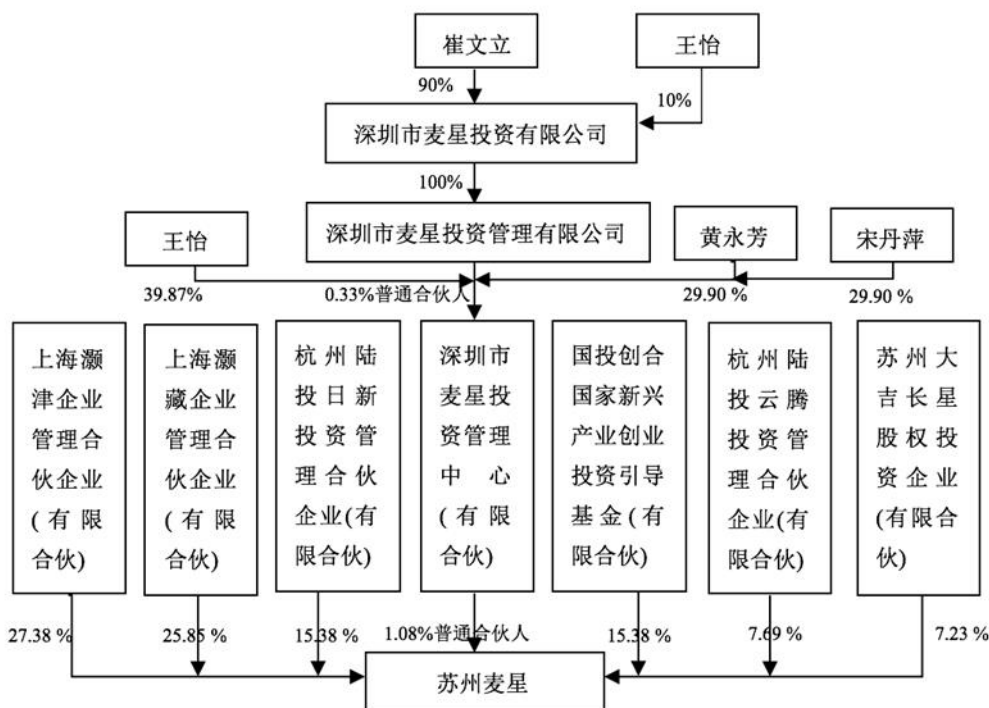 崔文立
王怡
90%
10%
深圳市麦星投资有限公司
100%
王怡
深圳市麦星投资管理有限公司
黄永芳
宋丹萍
39.87%
0.33%普通合伙人
29.90 %
29.90 %
上海灏
津企业
管理合
伙企业
(有限
合伙)
上海灏
藏企业
管理合
伙企业
(有限
合伙)
杭州陆
投日新
投资管
理合伙
企业(有
限合伙)
深圳市
麦星投
资管理
中心
(有限
合伙)
国投创合
国家新兴
产业创业
投资引导
基金(有
限合伙)
杭州陆
投云腾
投资管
理合伙
企业(有
限合伙)
苏州大
吉长星
股权投
资企业
(有限合
伙)
27.38 %
25.85 %
15.38 %
1.08%普通合伙人
15.38 %
7.69 %
7.23 %
苏州麦星